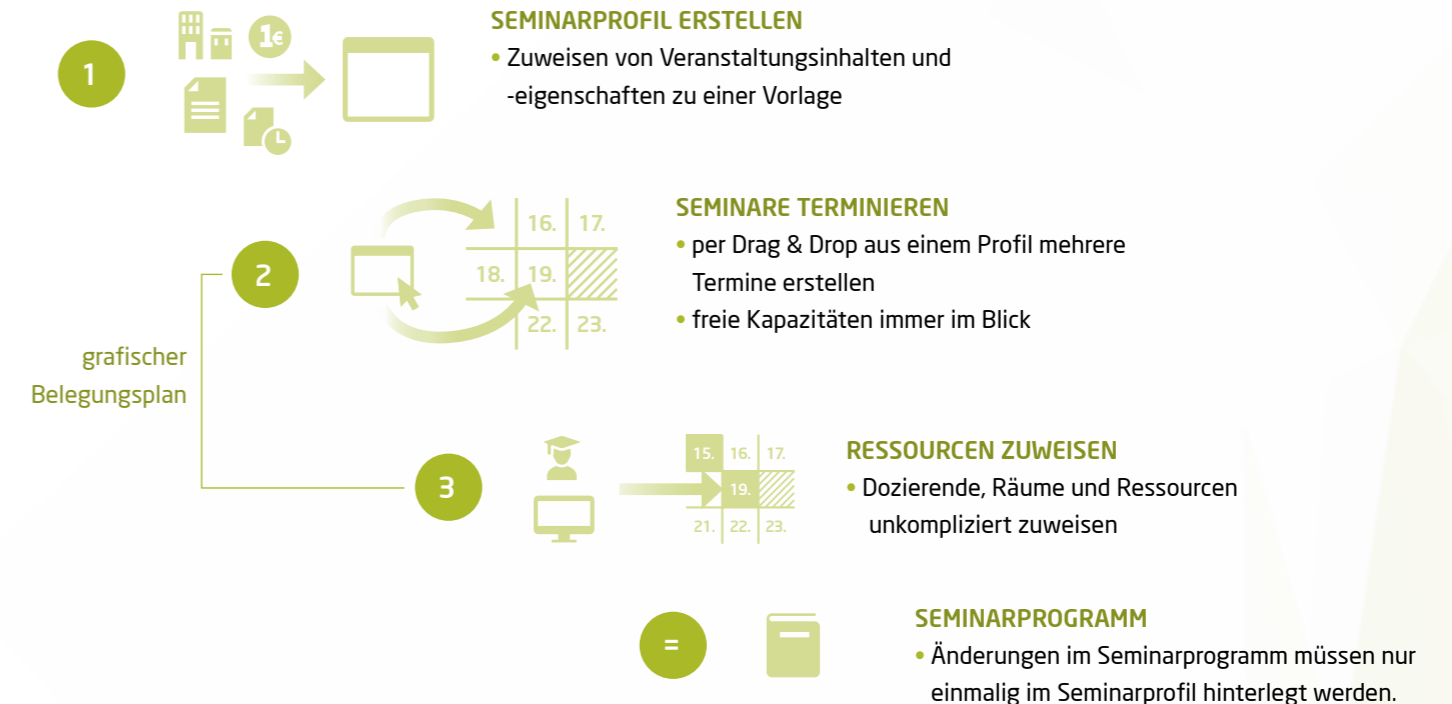 SEMINARPROFIL ERSTELLEN
1
1€
• Zuweisen von Veranstaltungsinhalten und
-eigenschaften zu einer Vorlage
SEMINARE TERMINIEREN
2
16. 17.
18. 19.
22. 23.
• per Drag & Drop aus einem Profil mehrere
Termine erstellen
• freie Kapazitäten immer im Blick
grafischer
Belegungsplan
RESSOURCEN ZUWEISEN
3
15. 16. 17.
19.
21. 22. 23.
• Dozierende, Räume und Ressourcen
unkompliziert zuweisen
SEMINARPROGRAMM
=
• Änderungen im Seminarprogramm müssen nur
einmalig im Seminarprofil hinterlegt werden.